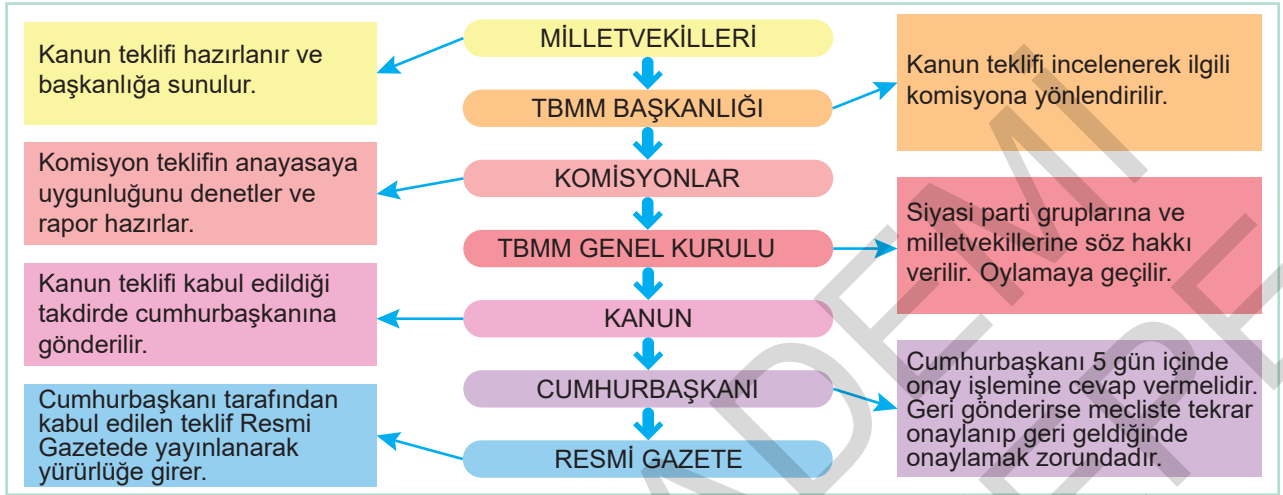 MİLLETVEKİLLERİ
Kanun teklifi hazırlanır ve
başkanlığa sunulur.
TBMM BAŞKANLIĞI
Kanun teklifi incelenerek ilgili
komisyona yönlendirilir.
KOMİSYONLAR
Komisyon teklifin anayasaya
uygunluğunu denetler ve
rapor hazırlar.
TBMM GENEL KURULU
Siyasi parti gruplarına ve
milletvekillerine söz hakkı
verilir. Oylamaya geçilir.
KANUN
Kanun teklifi kabul edildiği
takdirde cumhurbaşkanına
gönderilir.
CUMHURBAŞKANI
Cumhurbaşkanı 5 gün içinde
onay işlemine cevap vermelidir.
Geri gönderirse mecliste tekrar
onaylanıp geri geldiğinde
onaylamak zorundadır.
RESMİ GAZETE
Cumhurbaşkanı tarafından
kabul edilen teklif Resmi
Gazetede yayınlanarak
yürürlüğe girer.